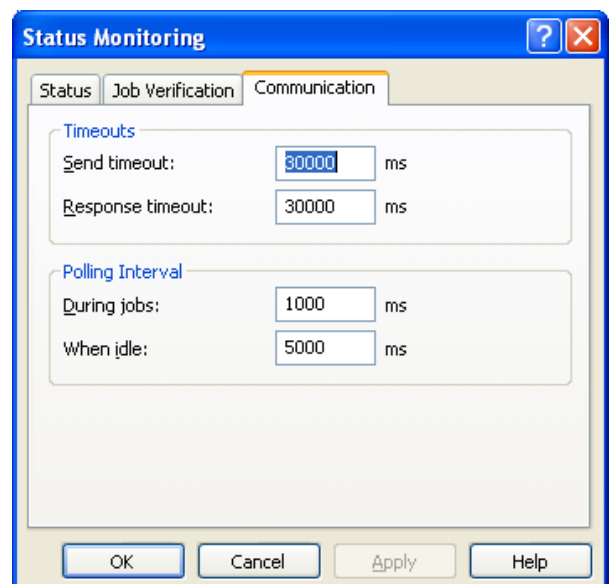 Status Monitoring
Status Job Verification Communication
Timeouts
Send timeout: 30000 ms
Response timeout: 30000 ms
Polling Interval
During jobs: 1000 ms
When idle: 5000 ms
OK Cancel Apply Help